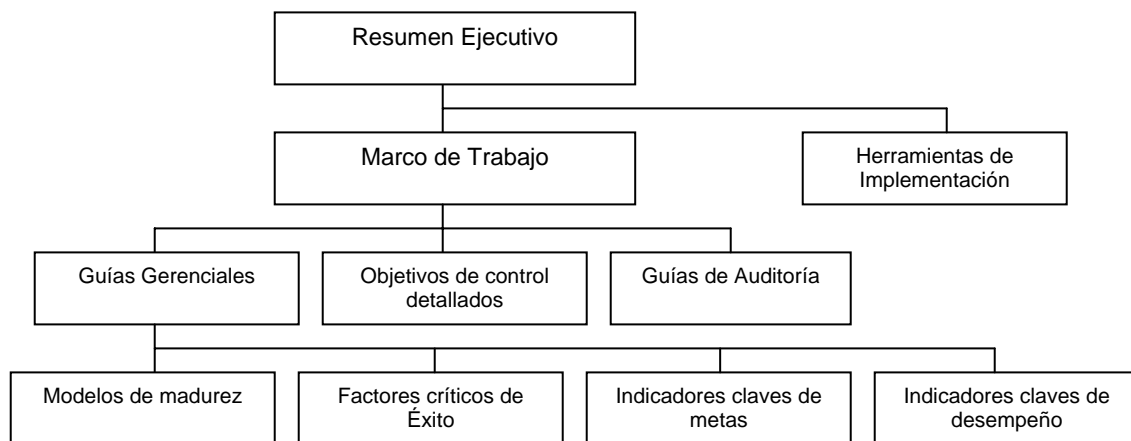 Resumen Ejecutivo
Marco de Trabajo
Herramientas de
Implementación
Guías Gerenciales
Objetivos de control
detallados
Guías de Auditoría
Modelos de madurez
Factores críticos de
Éxito
Indicadores claves de
metas
Indicadores claves de
desempeño